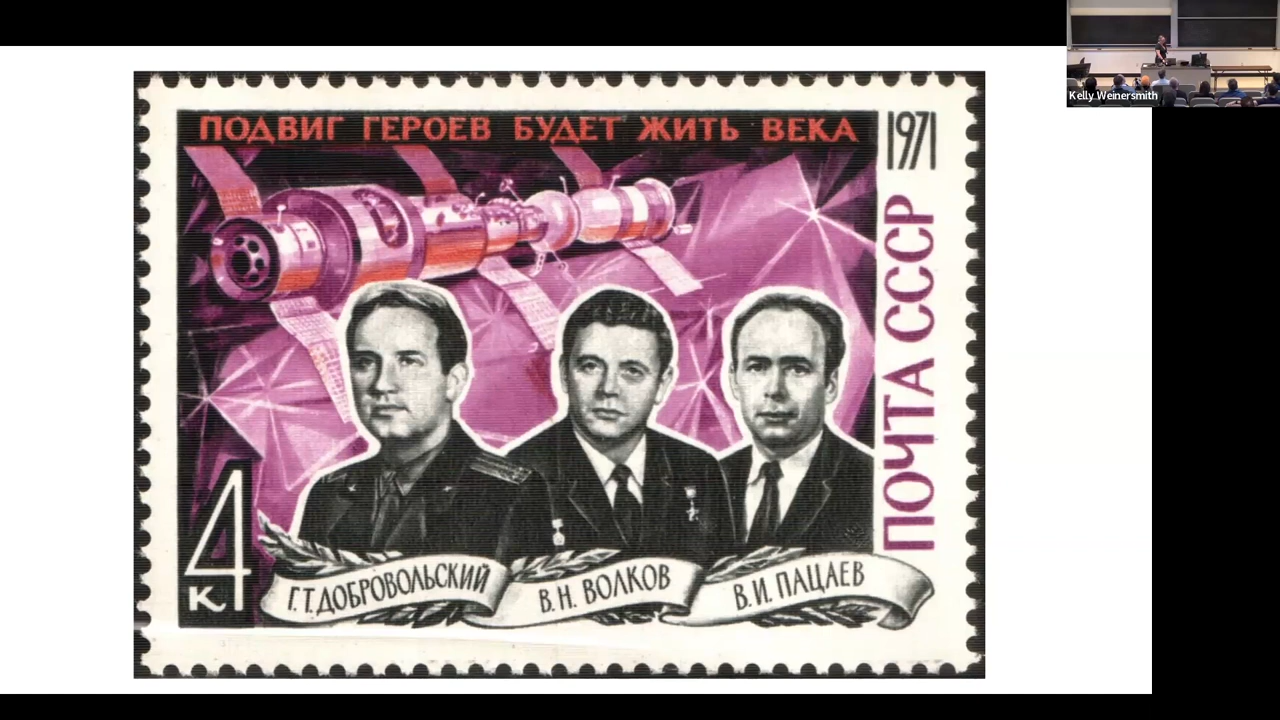 ПОДВИГ ГЕРОЕВ БУДЕТ ЖИТЬ ВЕКА
1971
ПОЧТА СССР
4
К
Г.Т.ДОБРОВОЛЬСКИЙ
В.Н. ВОЛКОВ
В.И. ПАЦАЕВ
Kelly Weinersmith